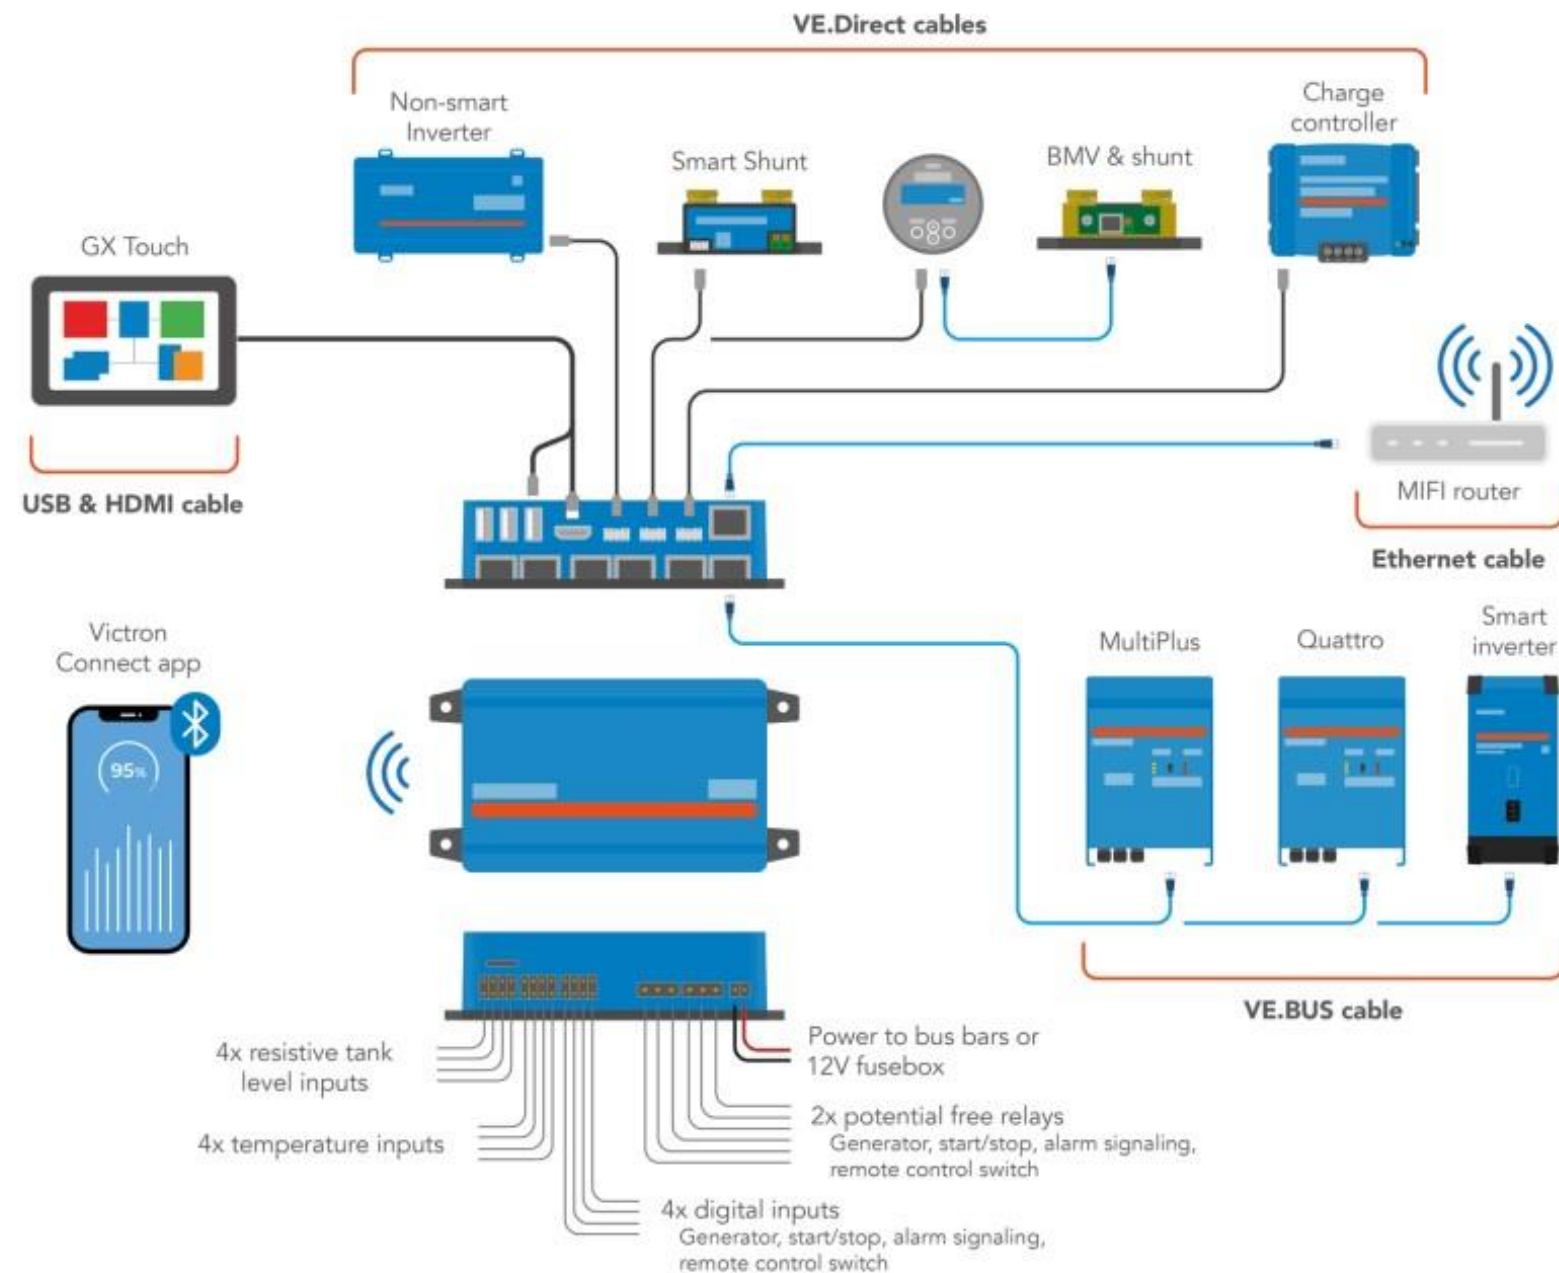 VE.Direct cables
Non-smart
Inverter
Smart Shunt
BMV & shunt
Charge
controller
GX Touch
USB & HDMI cable
MIFI router
Ethernet cable
Victron
Connect app
95%
MultiPlus
Quattro
Smart
inverter
VE.BUS cable
4x resistive tank
level inputs
4x temperature inputs
4x digital inputs
Generator, start/stop, alarm signaling,
remote control switch
Power to bus bars or
12V fusebox
2x potential free relays
Generator, start/stop, alarm signaling,
remote control switch